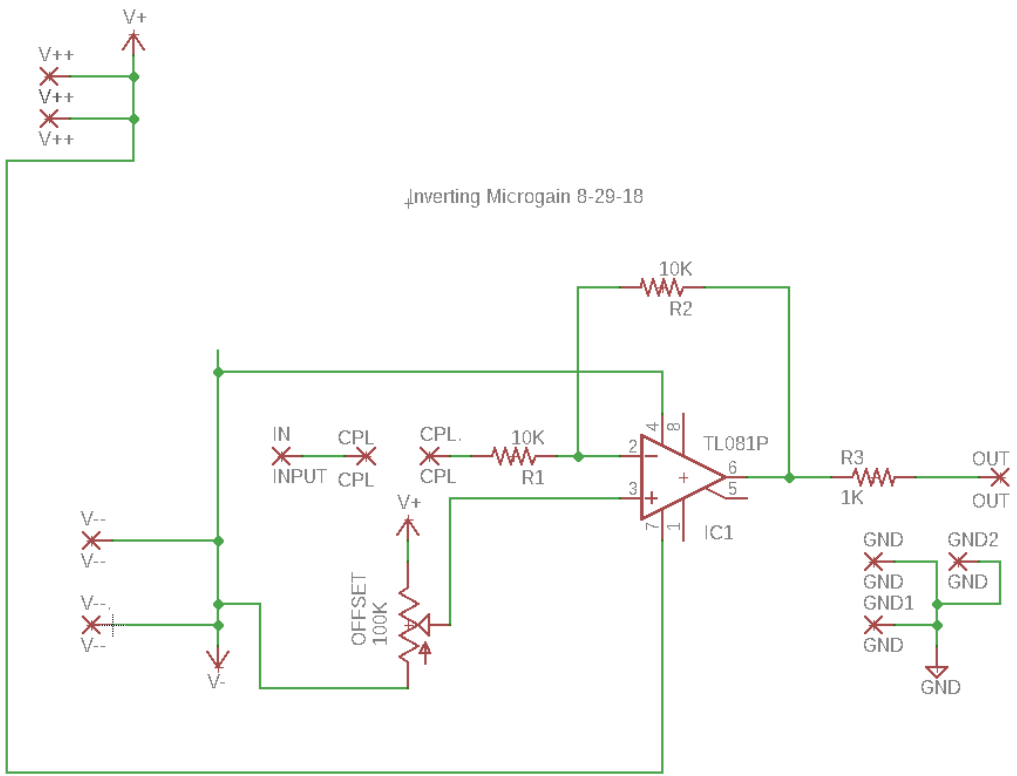 V+
V++
V++
V++
Inverting Microgain 8-29-18
10K
R2
IN
INPUT
CPL
CPL
CPL.
CPL
10K
R1
2
3
4
8
7
1
6
5
TL081P
IC1
R3
1K
OUT
OUT
V+
OFFSET
100K
V--
V--
V--.
V--
V-
GND
GND
GND2
GND
GND1
GND
GND